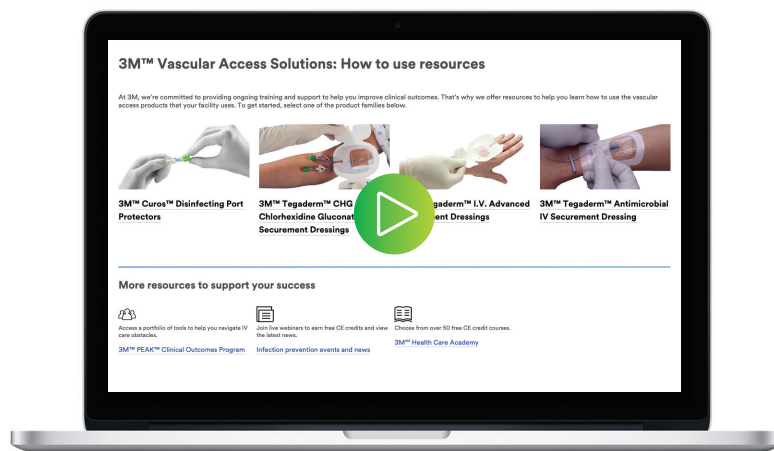 3M™ Vascular Access Solutions: How to use resources
At 3M, we're committed to providing ongoing training and support to help you improve clinical outcomes. That's why we offer resources to help you learn how to use the vascular
access products that your facility uses. To get started, select one of the product families below.
3M™ Curos™ Disinfecting Port
Protectors
3M™ Tegaderm™ CHG
Chlorhexidine
Securement Dressings
I.V. Advanced
Dressings
3M™ Tegaderm™ Antimicrobial
IV Securement Dressing
More resources to support your success
Access a portfolio of tools to help you navigate IV
care obstacles.
3M™ PEAK™ Clinical Outcomes Program
Join live webinars to earn free CE credits and view
the latest news.
Infection prevention events and news
Choose from over 50 free CE credit courses.
3M™ Health Care Academy